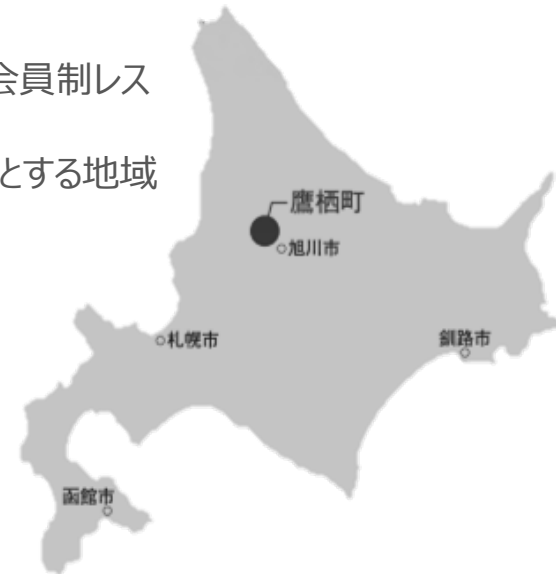 会員制レス
とする地域
鷹栖町
旭川市
札幌市
釧路市
函館市